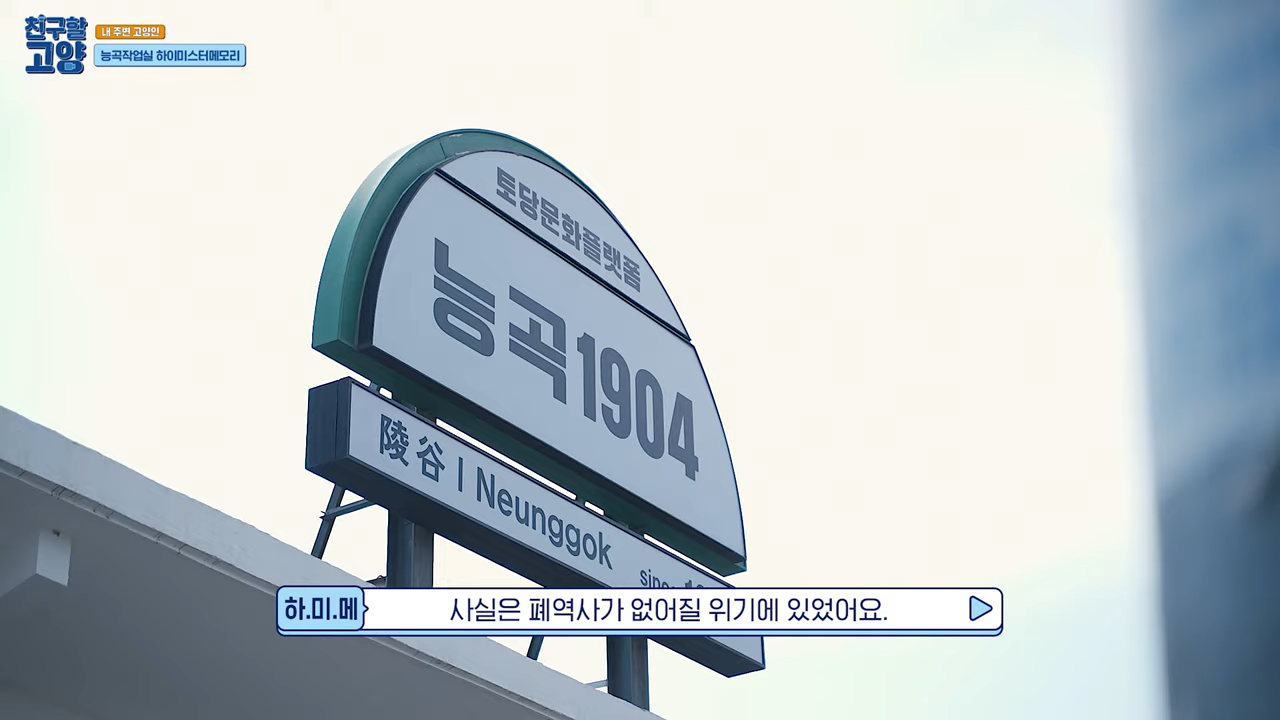 친구할
고양
내 주변 고양인
능곡작업실 하이미스터메모리
토당문화플랫폼
능곡1904
陵谷 | Neunggok
since
하.미.메
사실은 폐역사가 없어질 위기에 있었어요.